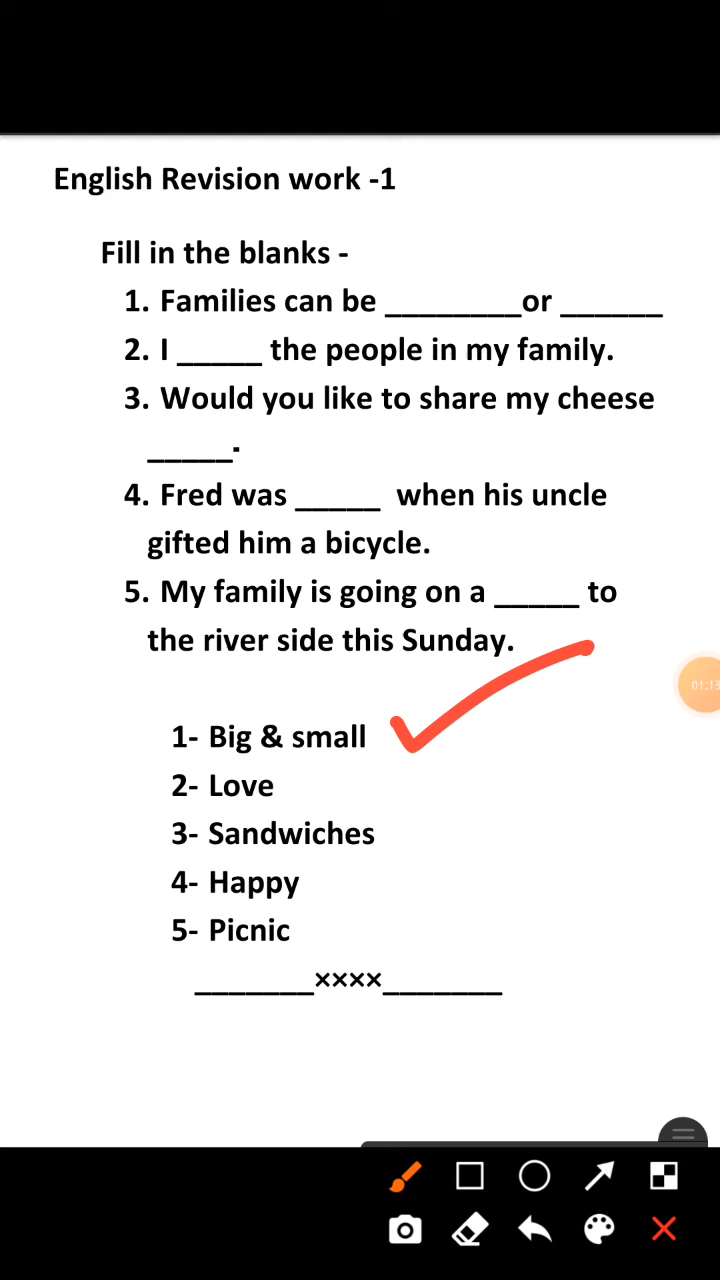 English Revision work -1
Fill in the blanks -
1. Families can be ________or ______
2. I _____ the people in my family.
3. Would you like to share my cheese
_____.
4. Fred was _____ when his uncle
gifted him a bicycle.
5. My family is going on a _____ to
the river side this Sunday.
1- Big & small
2- Love
3- Sandwiches
4- Happy
5- Picnic
_______××××_______
01:13